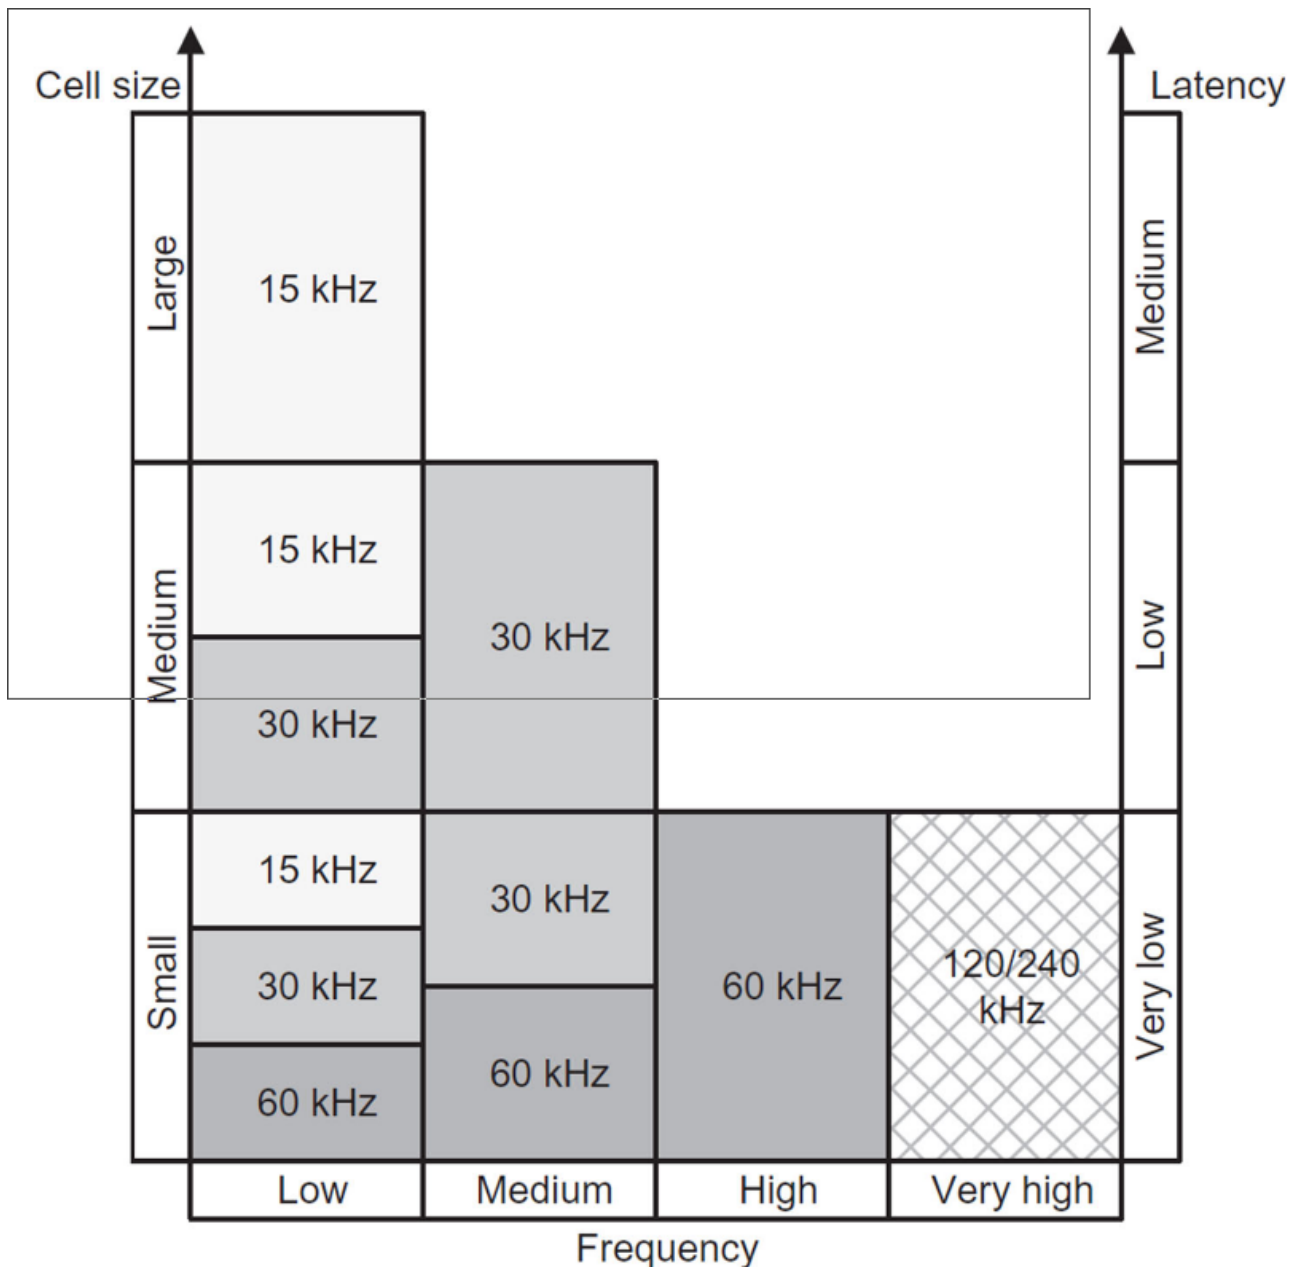 Cell size
Latency
Large
15 kHz
Medium
Medium
15 kHz
30 kHz
30 kHz
Low
Small
15 kHz
30 kHz
60 kHz
30 kHz
60 kHz
60 kHz
120/240
kHz
Very low
Low
Medium
High
Very high
Frequency